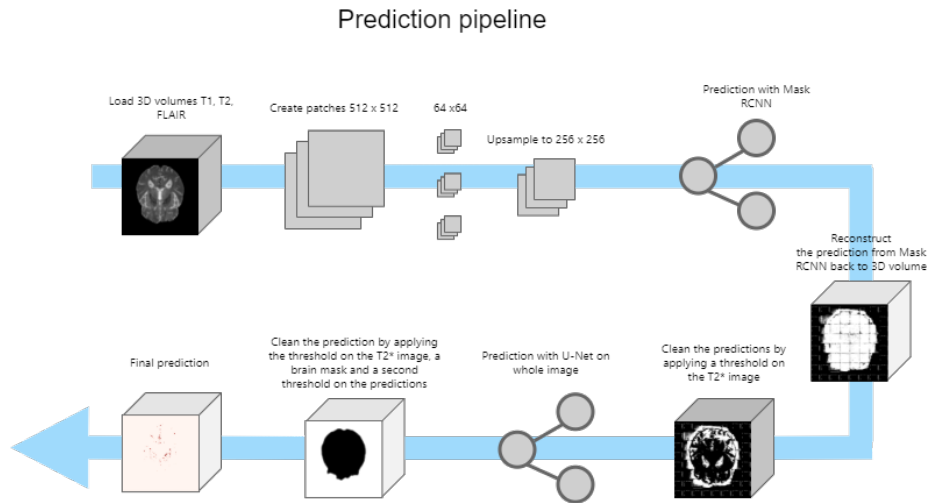 Prediction pipeline
Load 3D volumes T1, T2,
FLAIR
Create patches 512 x 512
64 x64
Upsample to 256 x 256
Prediction with Mask
RCNN
Reconstruct
the prediction from Mask
RCNN back to 3D volume
Clean the predictions by
applying a threshold on
the T2* image
Prediction with U-Net on
whole image
Clean the prediction by applying
the threshold on the T2* image, a
brain mask and a second
threshold on the predictions
Final prediction